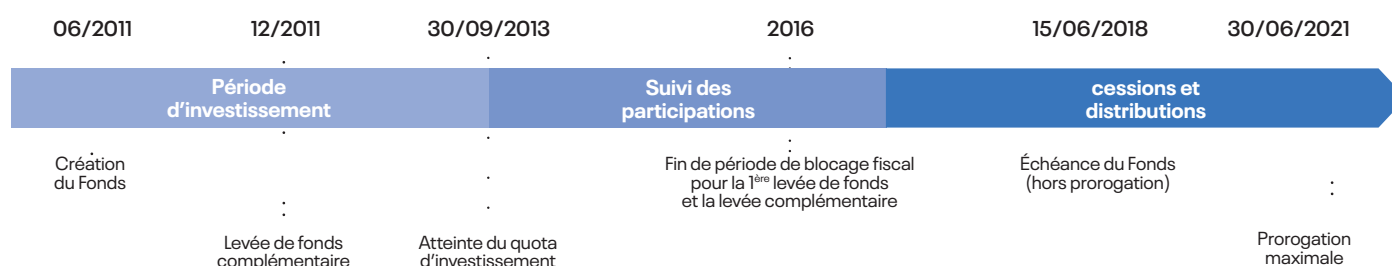 06/2011 12/2011 30/09/2013 2016 15/06/2018 30/06/2021
Période
d’investissement
Suivi des
participations
cessions et
distributions
Création
du Fonds
Fin de période de blocage fiscal
pour la 1ère levée de fonds
et la levée complémentaire
Échéance du Fonds
(hors prorogation)
Levée de fonds
complémentaire
Atteinte du quota
d’investissement
Prorogation
maximale